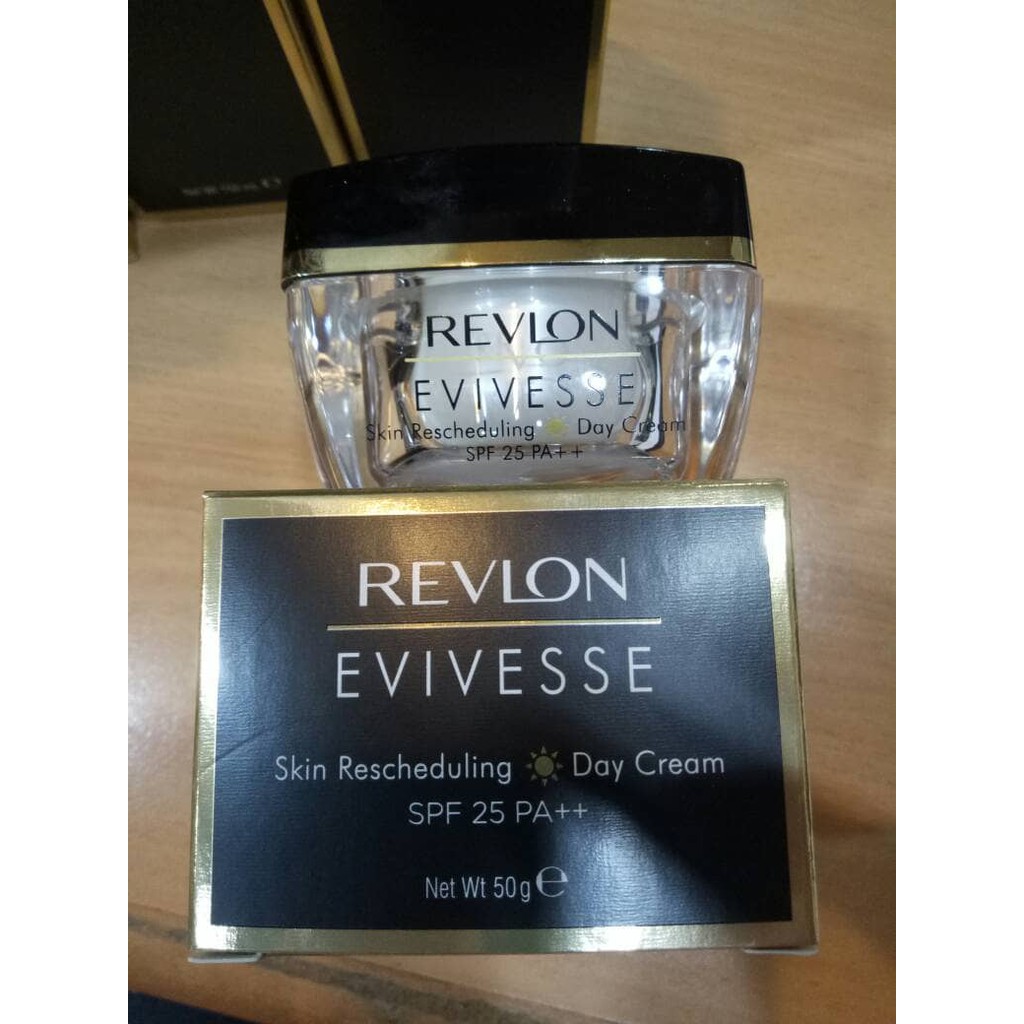 REVLON
EVIVESSE
Skin Rescheduling Day Cream
SPF 25 PA++
REVLON
EVIVESSE
Skin Rescheduling Day Cream
SPF 25 PA++
Net Wt 50g ℮